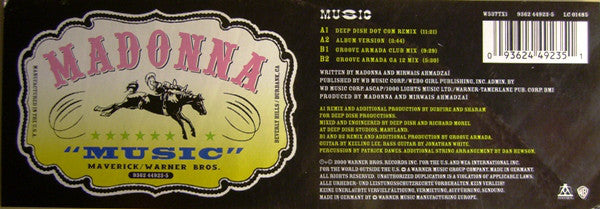 MADONNA
MANUFACTURED IN THE U.S.A.
BEVERLY HILLS / BURBANK, CA
"MUSIC"
MAVERICK/WARNER BROS.
9362 44923-5
MUSIC
W537TX1 9362 44923-5 LC-01485
A1 DEEP DISH DOT COM REMIX (11:21)
A2 ALBUM VERSION (3:44)
B1 GROOVE ARMADA CLUB MIX (9:29)
B2 GROOVE ARMADA GA 12 MIX (5:30)
0 93624 49235 1
WRITTEN BY MADONNA AND MIRWAIS AHMADZAI
PUBLISHED BY WB MUSIC CORP./WEBO GIRL PUBLISHING, INC. ADMIN. BY
WB MUSIC CORP. ASCAP/1000 LIGHTS MUSIC LTD./WARNER-TAMERLANE PUB. CORP. BMI
PRODUCED BY MADONNA AND MIRWAIS AHMADZAI
A1 REMIX AND ADDITIONAL PRODUCTION BY DUBFIRE AND SHARAM
FOR DEEP DISH PRODUCTIONS.
MIXED AND ENGINEERED BY DEEP DISH AND RICHARD MOREL
AT DEEP DISH STUDIOS, MARYLAND.
B1 AND B2 REMIX AND ADDITIONAL PRODUCTION BY GROOVE ARMADA.
GUITAR BY KEELING LEE. BASS GUITAR BY JONATHAN WHITE.
PERCUSSION BY PATRICK DAWES. ADDITIONAL STRING ARRANGEMENT BY DAN HEWSON.
℗ & © 2000 WARNER BROS. RECORDS INC. FOR THE U.S. AND WEA INTERNATIONAL INC.
FOR THE WORLD OUTSIDE THE U.S. A WARNER MUSIC GROUP COMPANY. MADE IN GERMANY.
ALL RIGHTS RESERVED. UNAUTHORIZED DUPLICATION IS A VIOLATION OF APPLICABLE LAWS.
ALLE URHEBER- UND LEISTUNGSSCHUTZRECHTE VORBEHALTEN. KEIN VERLEIH!
KEINE UNERLAUBTE VERVIELFÄLTIGUNG, VERMIETUNG, AUFFÜHRUNG, SENDUNG.
MADE IN GERMANY BY WARNER MUSIC MANUFACTURING EUROPE.